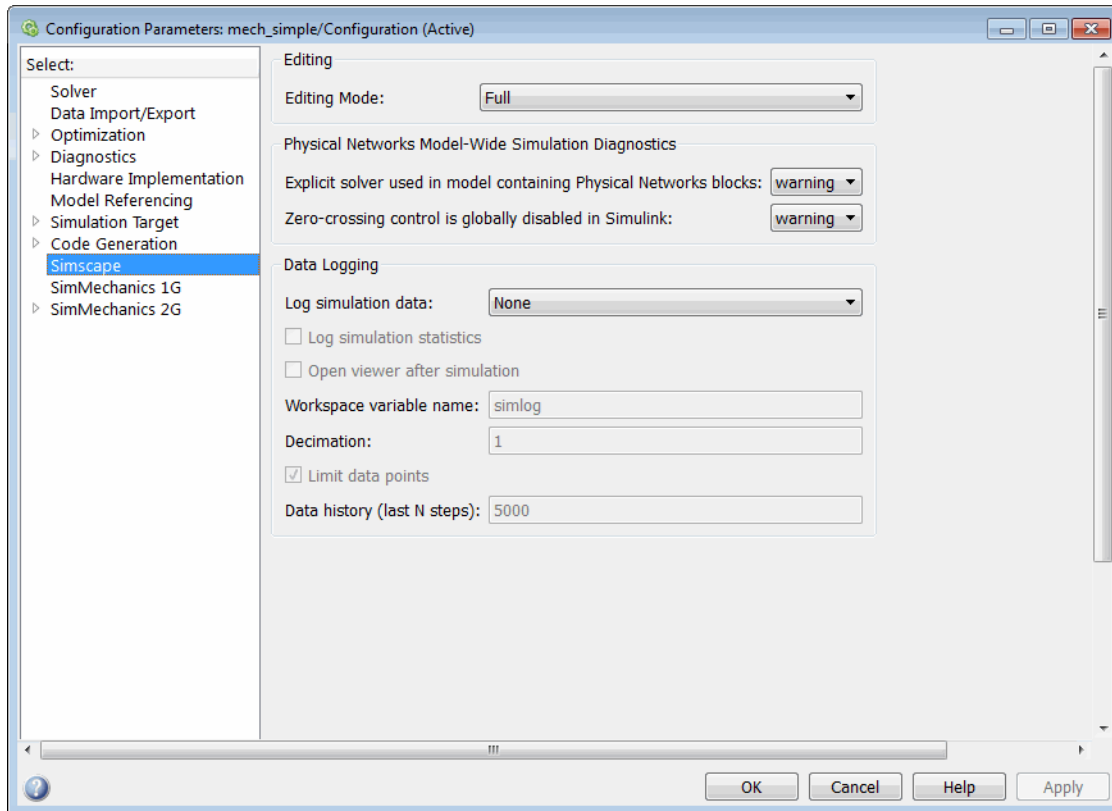 Configuration Parameters: mech_simple/Configuration (Active)
Select:
Solver
Data Import/Export
Optimization
Diagnostics
Hardware Implementation
Model Referencing
Simulation Target
Code Generation
Simscape
SimMechanics 1G
SimMechanics 2G
Editing
Editing Mode: Full
Physical Networks Model-Wide Simulation Diagnostics
Explicit solver used in model containing Physical Networks blocks: warning
Zero-crossing control is globally disabled in Simulink: warning
Data Logging
Log simulation data: None
Log simulation statistics
Open viewer after simulation
Workspace variable name: simlog
Decimation: 1
Limit data points
Data history (last N steps): 5000
OK Cancel Help Apply